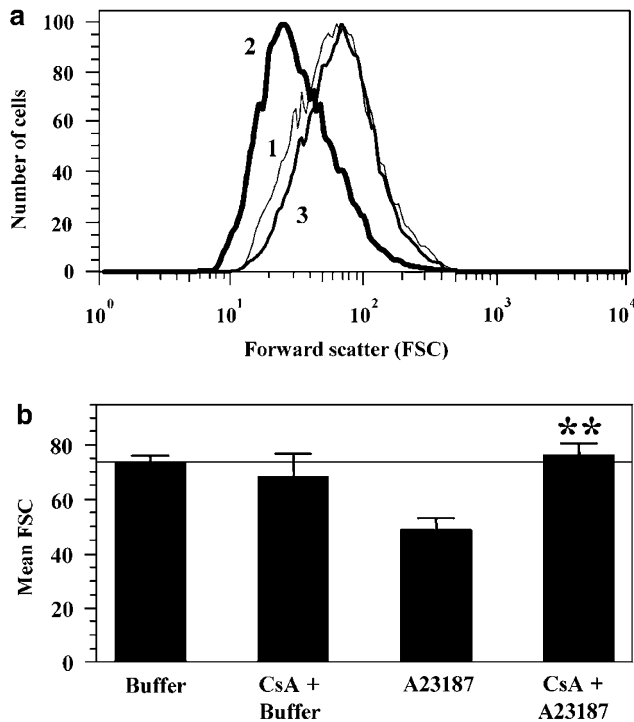 a
Number of cells
100
80
60
40
20
0
2
1
3
10^0
10^1
10^2
10^3
10^4
Forward scatter (FSC)
b
Mean FSC
80
60
40
20
0
**
Buffer
CsA +
Buffer
A23187
CsA +
A23187